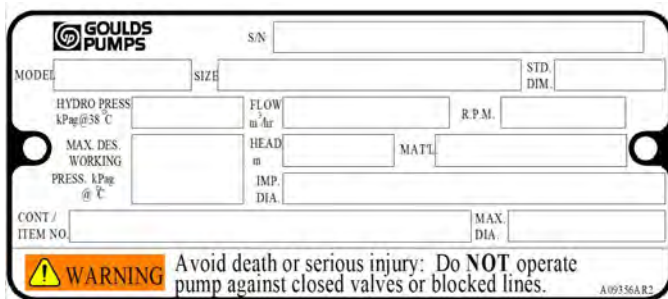 GOULDS
PUMPS
S/N
MODEL
SIZE
STD.
DIM.
HYDRO PRESS
kPag@38°C
FLOW
m³/hr
R.P.M.
MAX. DES.
WORKING
PRESS. kPag
@ °C
HEAD
m
MAT'L
IMP.
DIA.
CONT /
ITEM NO.
MAX.
DIA.
WARNING
Avoid death or serious injury: Do NOT operate
pump against closed valves or blocked lines.
A09356AR2